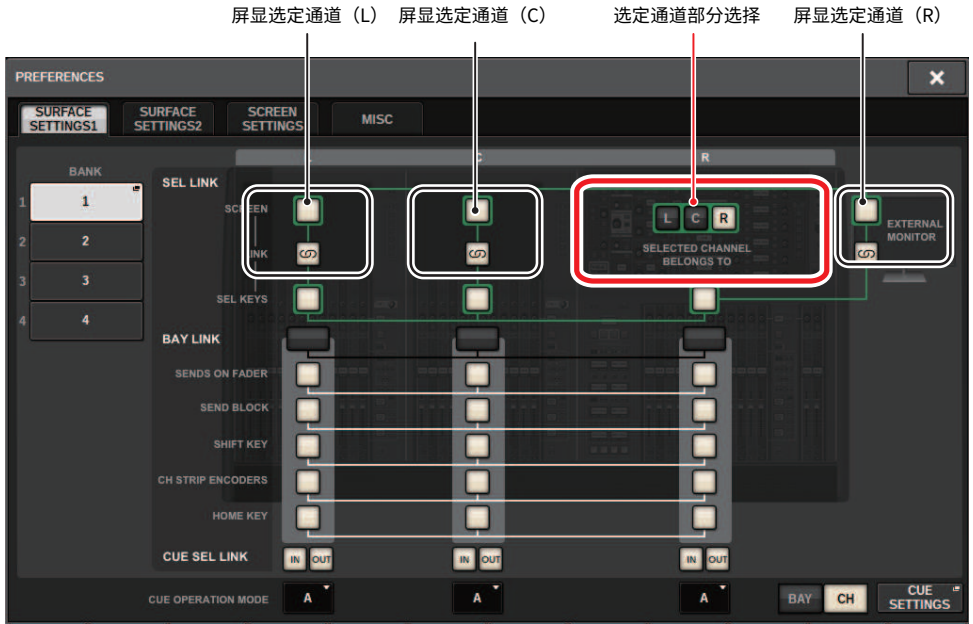 屏显选定通道（L） 屏显选定通道（C） 选定通道部分选择 屏显选定通道（R）
PREFERENCES
SURFACE SETTINGS1
SURFACE SETTINGS2
SCREEN SETTINGS
MISC
L C R
BANK
1 1
2 2
3 3
4 4
SEL LINK
SCREEN
LINK
SEL KEYS
L C R
SELECTED CHANNEL
BELONGS TO
EXTERNAL
MONITOR
BAY LINK
SENDS ON FADER
SEND BLOCK
SHIFT KEY
CH STRIP ENCODERS
HOME KEY
CUE SEL LINK IN OUT IN OUT IN OUT
CUE OPERATION MODE A A A BAY CH
CUE
SETTINGS